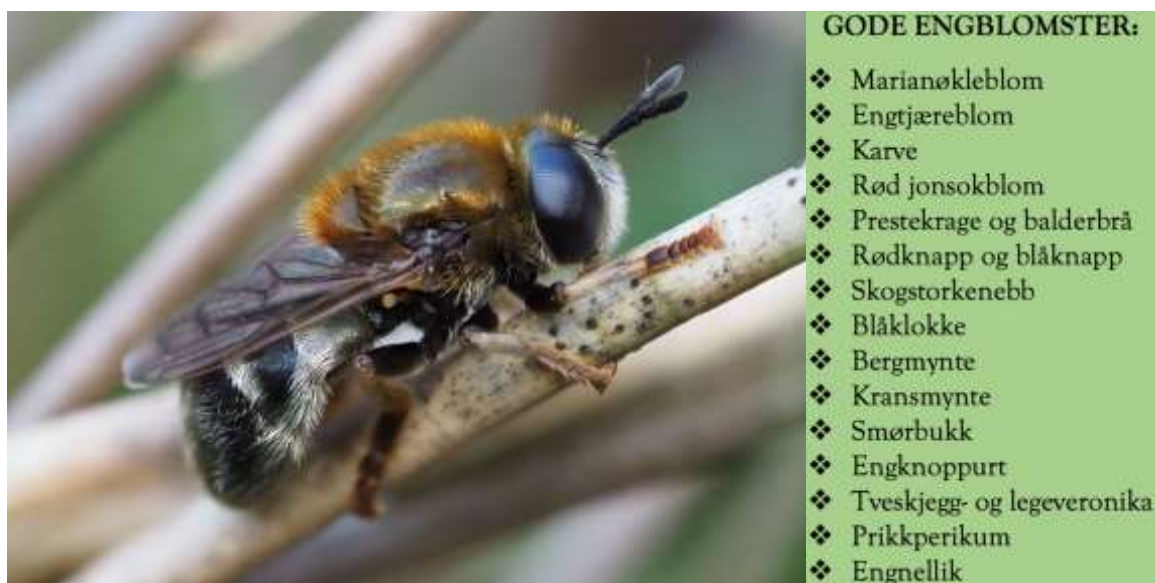 GODE ENGBLOMSTER:
❖ Marianøkleblom
❖ Engtjæreblom
❖ Karve
❖ Rød jonsokblom
❖ Prestekrage og balderbrå
❖ Rødknapp og blåknapp
❖ Skogstorkenebb
❖ Blåklokke
❖ Bergmynte
❖ Kransmynte
❖ Smørbukk
❖ Engknoppurt
❖ Tveskjegg- og legeveronika
❖ Prikkperikum
❖ Engnellik